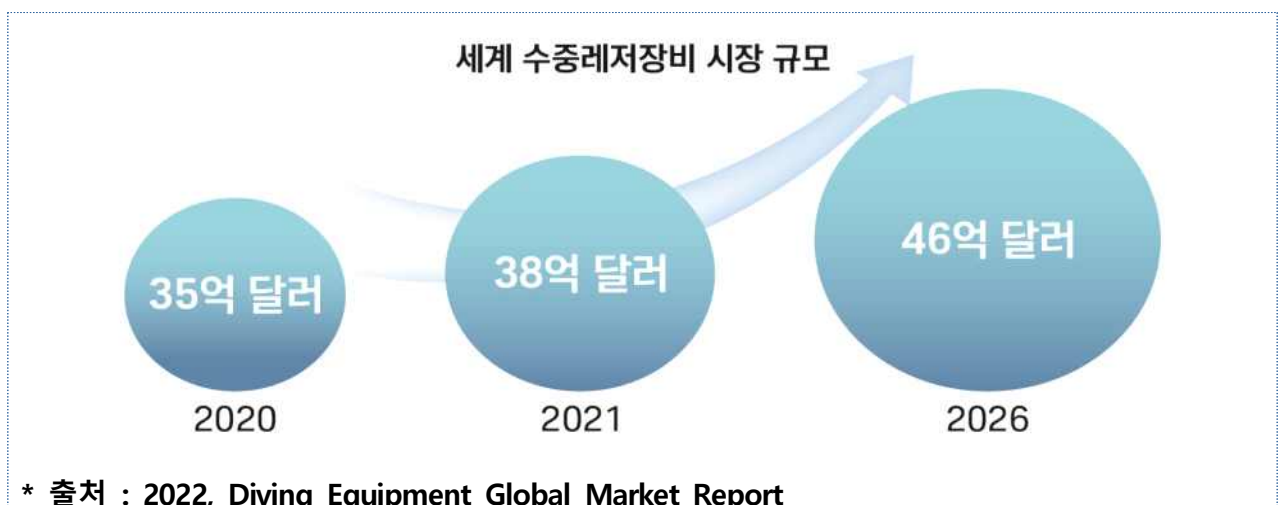 세계 수중레저장비 시장 규모
35억 달러
38억 달러
46억 달러
2020
2021
2026
* 출처 : 2022, Diving Equipment Global Market Report